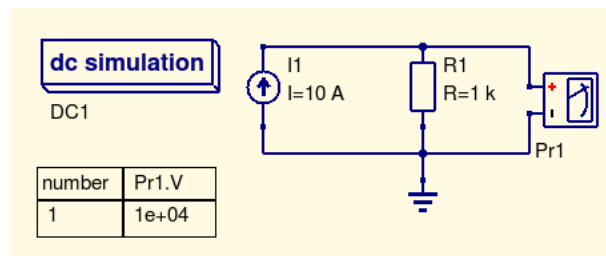 dc simulation
DC1
I1
I=10 A
R1
R=1 k
Pr1
number Pr1.V
1 1e+04